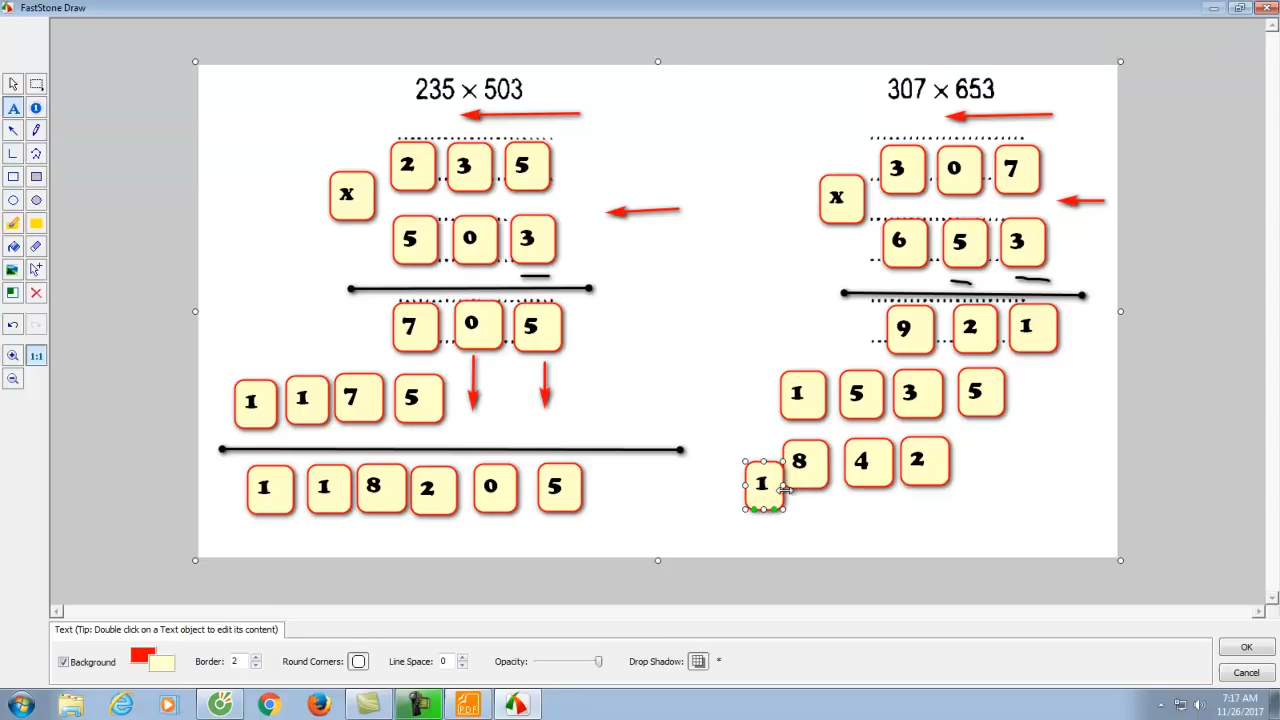 FastStone Draw
235 × 503
307 × 653
2 3 5
x
5 0 3
7 0 5
1 1 7 5
1 1 8 2 0 5
3 0 7
x
6 5 3
9 2 1
1 5 3 5
1 8 4 2
Text (Tip: Double click on a Text object to edit its content)
Background Border: 2 Round Corners: Line Space: 0 Opacity: Drop Shadow: *
OK
Cancel
1:1
PDF
7:17 AM
11/26/2017